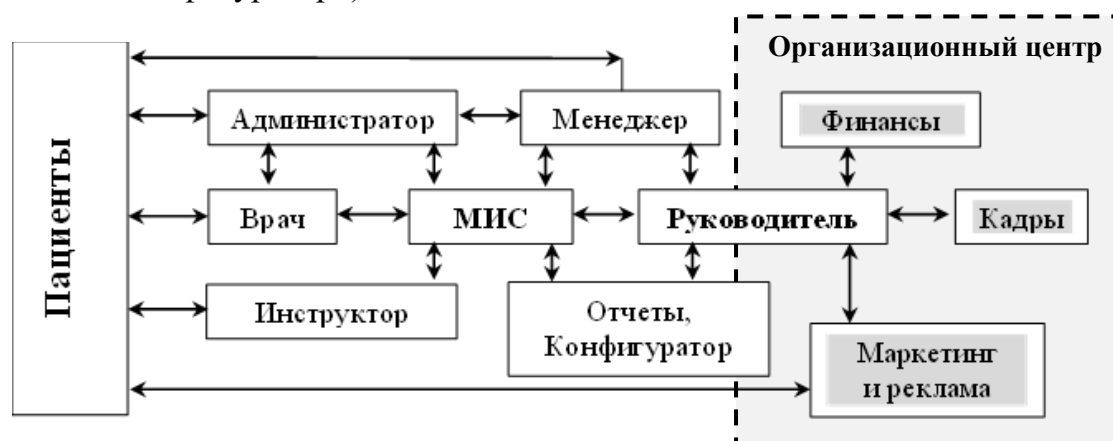 Организационный центр
Администратор
Менеджер
Финансы
Пациенты
Врач
МИС
Руководитель
Кадры
Инструктор
Отчеты,
Конфигуратор
Маркетинг
и реклама